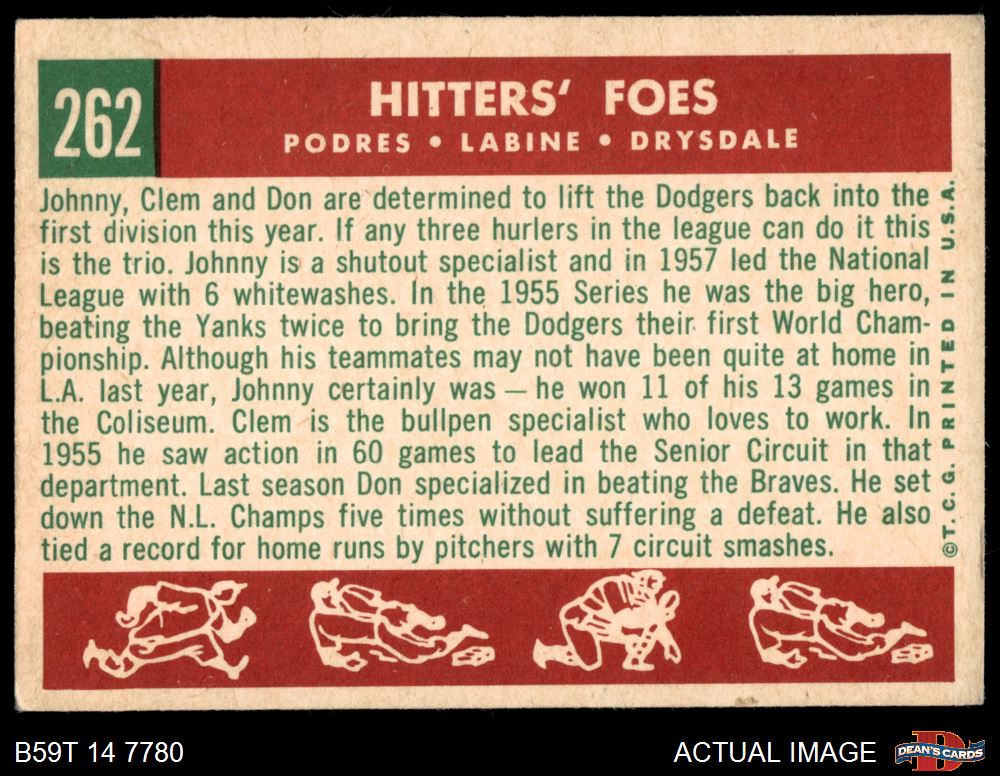 262
HITTERS' FOES
PODRES • LABINE • DRYSDALE
Johnny, Clem and Don are determined to lift the Dodgers back into the
first division this year. If any three hurlers in the league can do it this
is the trio. Johnny is a shutout specialist and in 1957 led the National
League with 6 whitewashes. In the 1955 Series he was the big hero,
beating the Yanks twice to bring the Dodgers their first World Cham-
pionship. Although his teammates may not have been quite at home in
L.A. last year, Johnny certainly was — he won 11 of his 13 games in
the Coliseum. Clem is the bullpen specialist who loves to work. In
1955 he saw action in 60 games to lead the Senior Circuit in that
department. Last season Don specialized in beating the Braves. He set
down the N.L. Champs five times without suffering a defeat. He also
tied a record for home runs by pitchers with 7 circuit smashes.
©T. C. G. PRINTED IN U.S.A.
B59T 14 7780
ACTUAL IMAGE
D
DEAN'S CARDS